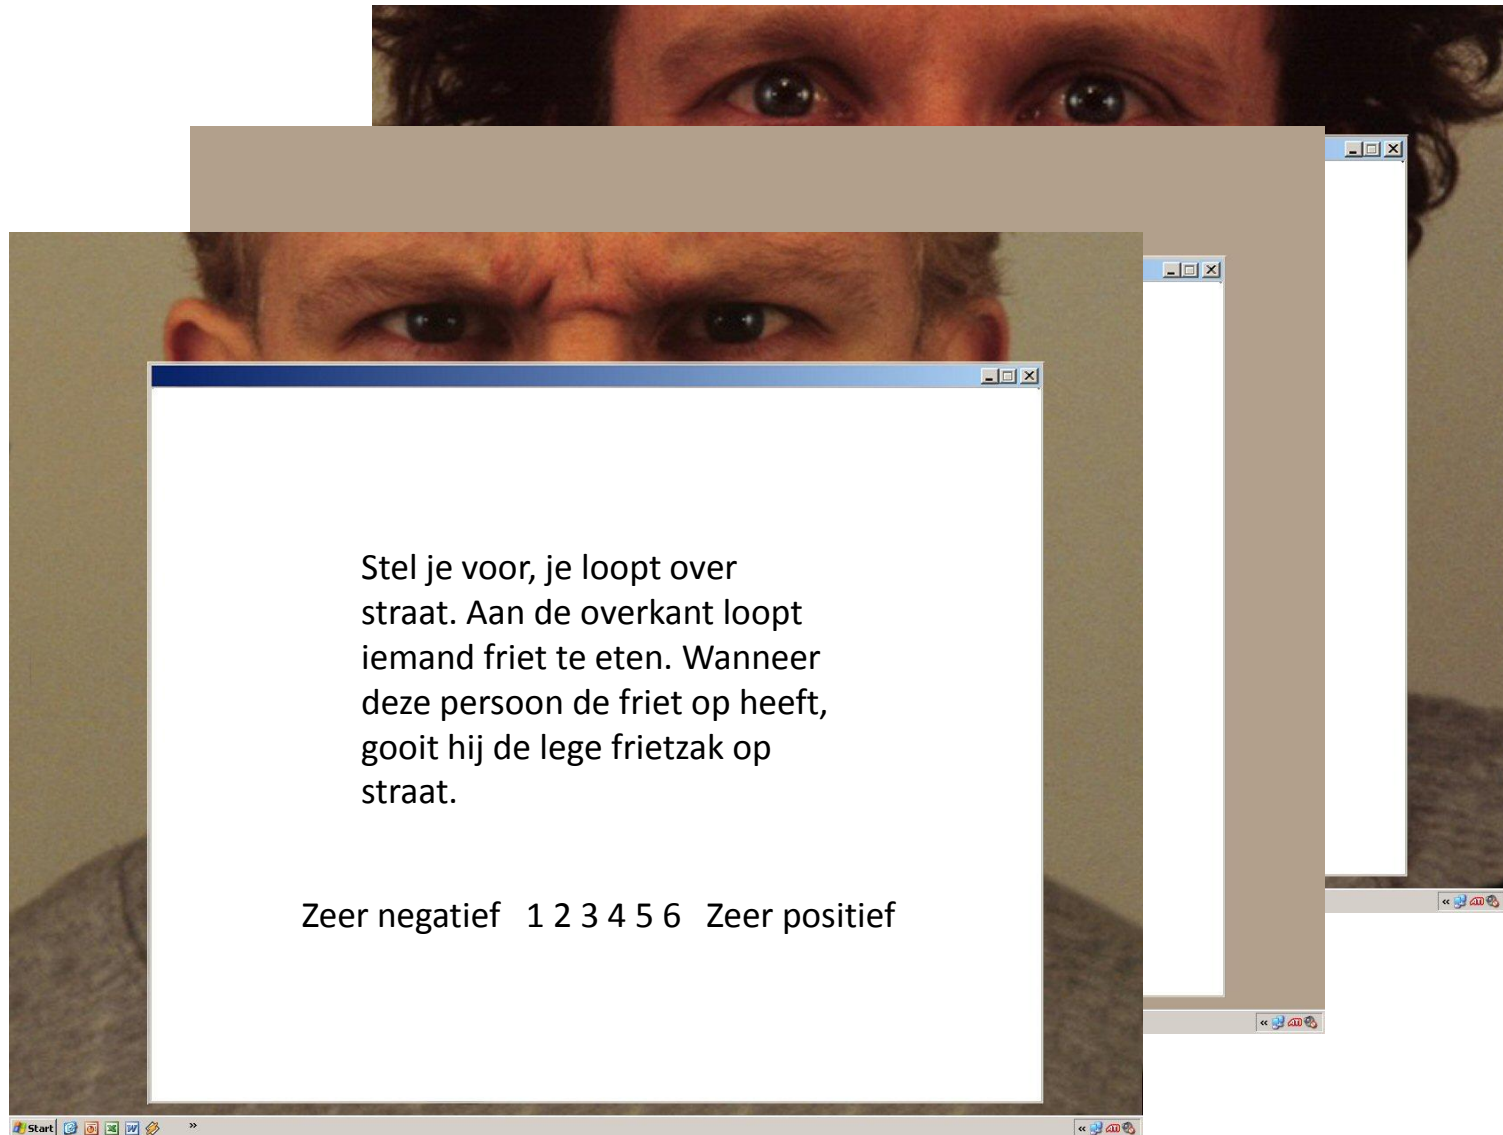 Stel je voor, je loopt over
straat. Aan de overkant loopt
iemand friet te eten. Wanneer
deze persoon de friet op heeft,
gooit hij de lege frietzak op
straat.
Zeer negatief 1 2 3 4 5 6 Zeer positief
Start